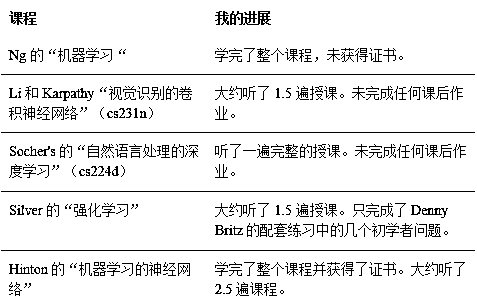 课程 我的进展
Ng 的“机器学习“ 学完了整个课程，未获得证书。
Li 和 Karpathy“视觉识别的卷 大约听了 1.5 遍授课。未完成任何课后作
积神经网络”（cs231n） 业。
Socher's 的“自然语言处理的深 听了一遍完整的授课。未完成任何课后作
度学习”（cs224d） 业。
Silver 的“强化学习” 大约听了 1.5 遍授课。只完成了 Denny
Britz 的配套练习中的几个初学者问题。
Hinton 的“机器学习的神经网 学完了整个课程并获得了证书。大约听了
络” 2.5 遍课程。